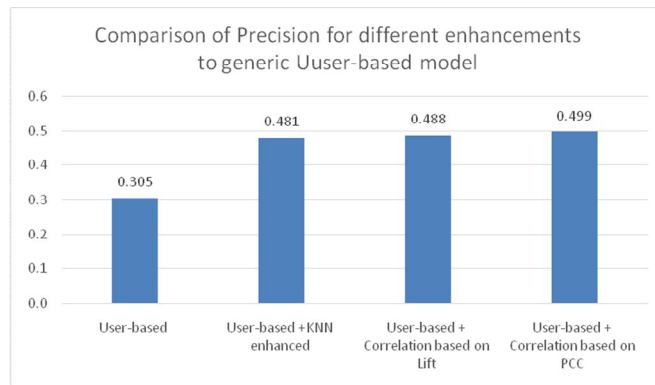 Comparison of Precision for different enhancements
to generic Uuser-based model
0.6
0.5
0.4
0.3
0.2
0.1
0.0
0.305
0.481
0.488
0.499
User-based
User-based +KNN
enhanced
User-based +
Correlation based on
Lift
User-based +
Correlation based on
PCC